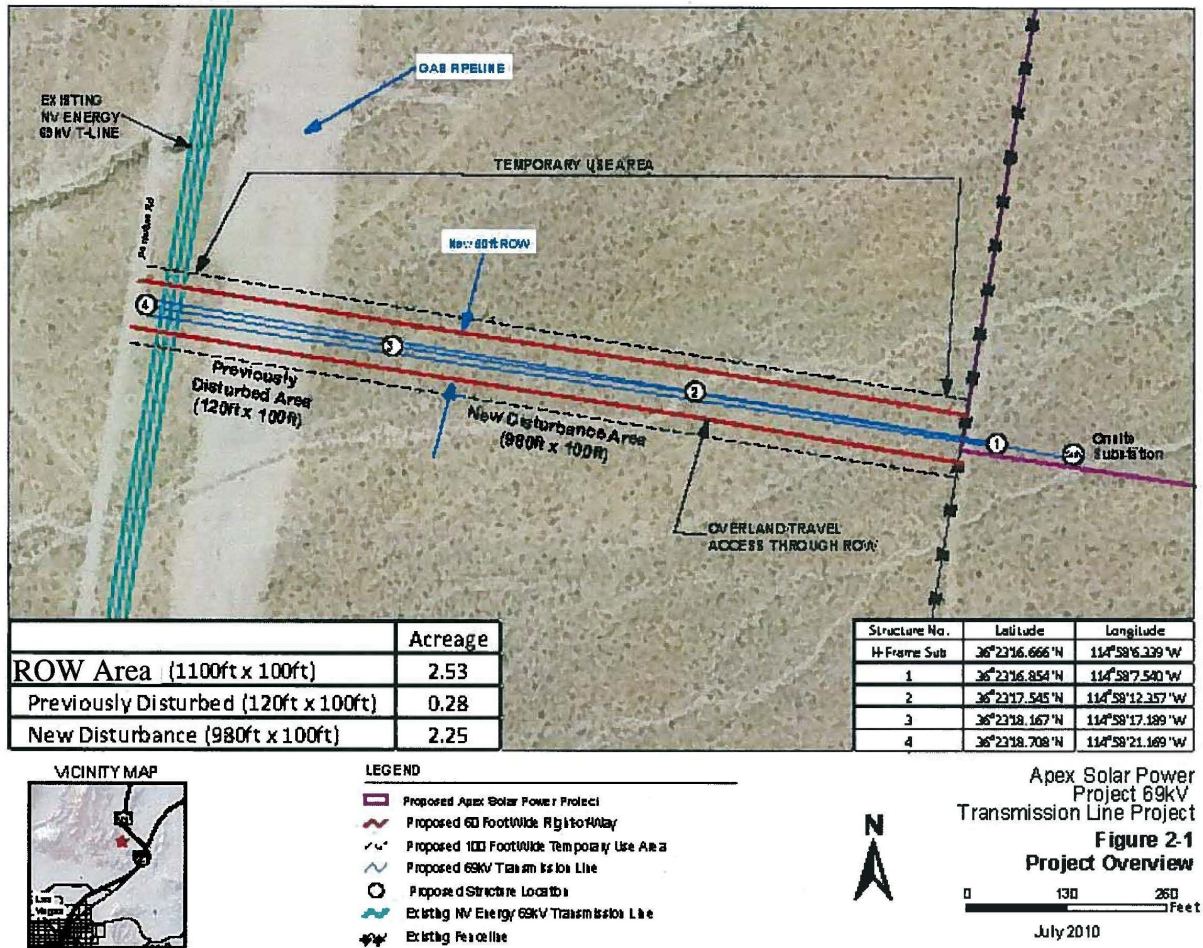 GAS PIPELINE
EXISTING
NV ENERGY
69KV T-LINE
TEMPORARY USE AREA
New 60ft ROW
4
3
2
1
Previously
Disturbed Area
(120ft x 100ft)
New Disturbance Area
(980ft x 100ft)
Onsite
Sub Substation
OVERLAND TRAVEL
ACCESS THROUGH ROW
Acreage
ROW Area (1100ft x 100ft) 2.53
Previously Disturbed (120ft x 100ft) 0.28
New Disturbance (980ft x 100ft) 2.25
Structure No. Latitude Longitude
H-Frame Sub 36°23'16.666"N 114°58'6.339"W
1 36°23'16.854"N 114°58'7.540"W
2 36°23'17.545"N 114°58'12.357"W
3 36°23'18.167"N 114°58'17.189"W
4 36°23'18.708"N 114°58'21.169"W
VICINITY MAP
Las
Vegas
LEGEND
Proposed Apex Solar Power Project
Proposed 60 Foot Wide Right-of-Way
Proposed 100 Foot Wide Temporary Use Area
Proposed 69kV Transmission Line
Proposed Structure Location
Existing NV Energy 69kV Transmission Line
Existing Fenceline
N
Apex Solar Power
Project 69kV
Transmission Line Project
Figure 2-1
Project Overview
0 130 260
Feet
July 2010